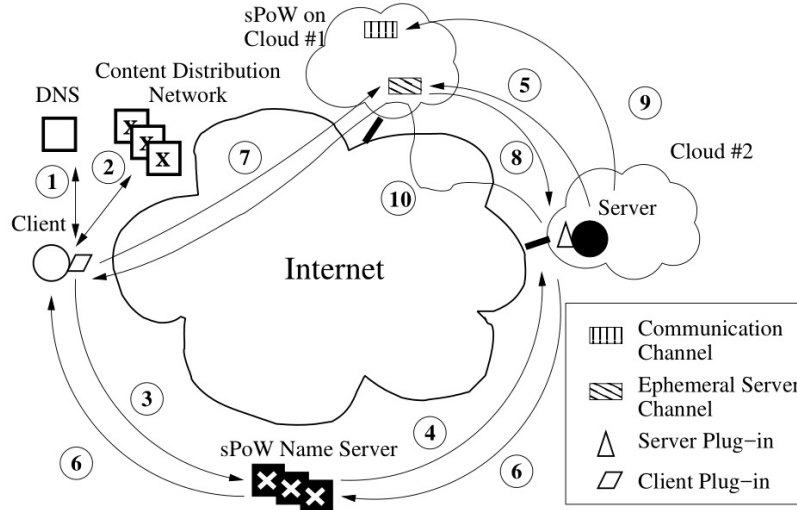 sPoW on
Cloud #1
Content Distribution
Network
DNS
X
X
X
1
2
7
5
9
8
Cloud #2
10
Client
Server
Internet
Communication
Channel
Ephemeral Server
Channel
Server Plug-in
Client Plug-in
3
4
sPoW Name Server
6
6